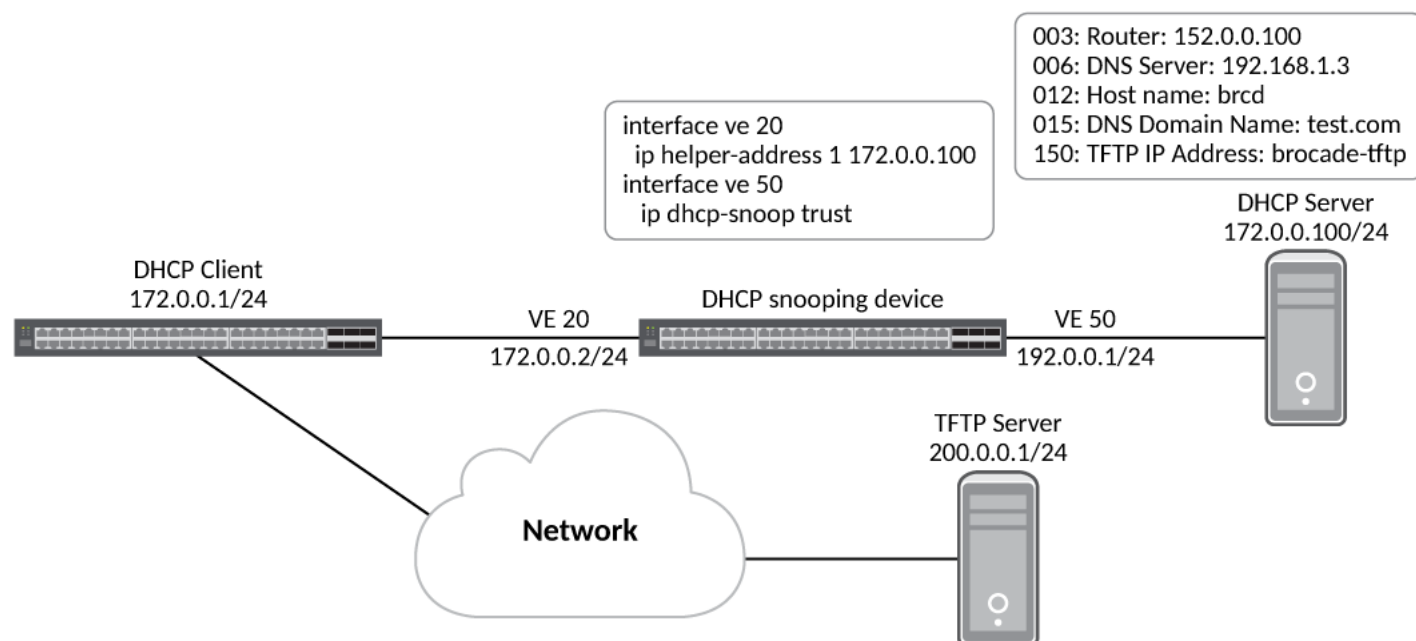 003: Router: 152.0.0.100
006: DNS Server: 192.168.1.3
012: Host name: brcd
015: DNS Domain Name: test.com
150: TFTP IP Address: brocade-tftp
interface ve 20
ip helper-address 1 172.0.0.100
interface ve 50
ip dhcp-snoop trust
DHCP Server
172.0.0.100/24
DHCP Client
172.0.0.1/24
VE 20
172.0.0.2/24
DHCP snooping device
VE 50
192.0.0.1/24
TFTP Server
200.0.0.1/24
Network